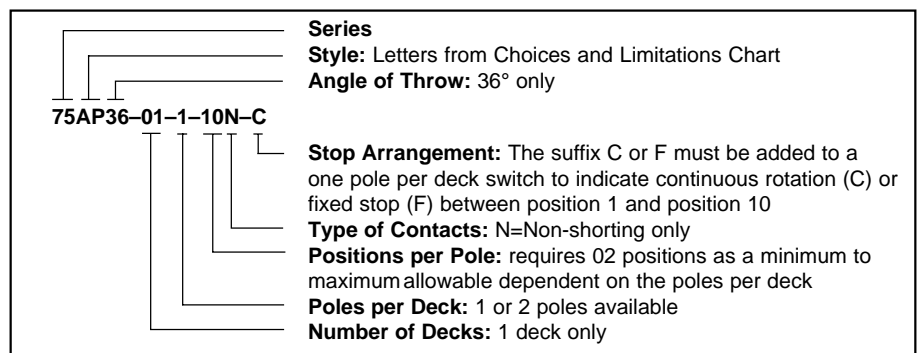 Series
Style: Letters from Choices and Limitations Chart
Angle of Throw: 36° only
75AP36–01–1–10N–C
Stop Arrangement: The suffix C or F must be added to a
one pole per deck switch to indicate continuous rotation (C) or
fixed stop (F) between position 1 and position 10
Type of Contacts: N=Non-shorting only
Positions per Pole: requires 02 positions as a minimum to
maximum allowable dependent on the poles per deck
Poles per Deck: 1 or 2 poles available
Number of Decks: 1 deck only